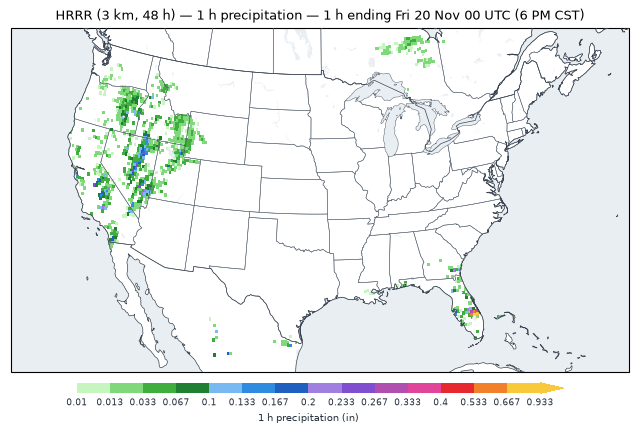 HRRR (3 km, 48 h) — 1 h precipitation — 1 h ending Fri 20 Nov 00 UTC (6 PM CST)
0.01 0.013 0.033 0.067 0.1 0.133 0.167 0.2 0.233 0.267 0.333 0.4 0.533 0.667 0.933
1 h precipitation (in)